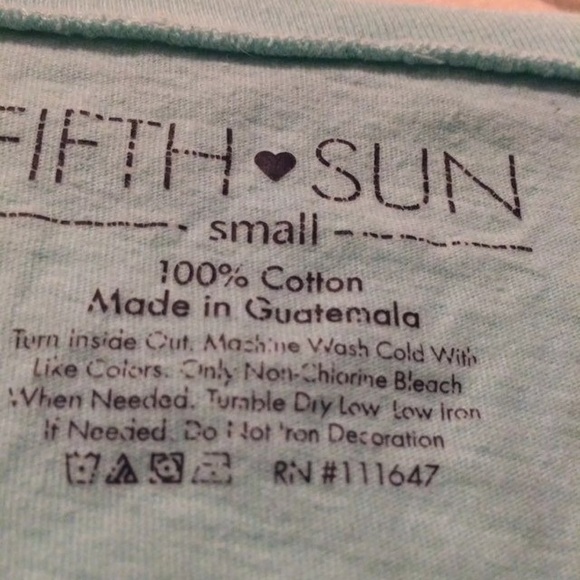 FIFTH ♥ SUN
small
100% Cotton
Made in Guatemala
Turn Inside Out. Machine Wash Cold With
Like Colors. Only Non-Chlorine Bleach
When Needed. Tumble Dry Low Low Iron
If Needed. Do Not Iron Decoration
RN #111647